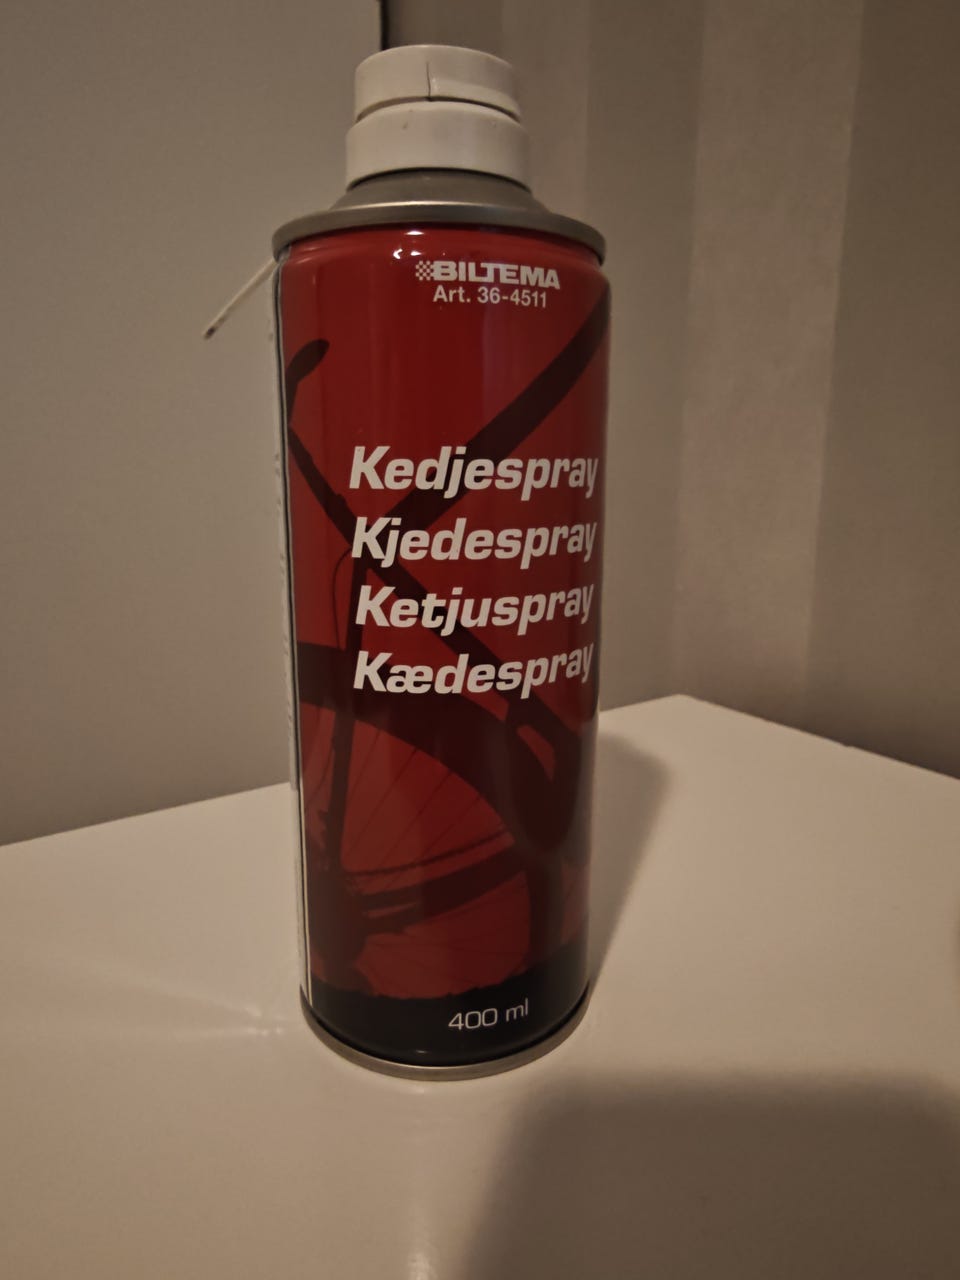 BILTEMA
Art. 36-4511
Kedjespray
Kjedespray
Ketjuspray
Kædespray
400 ml